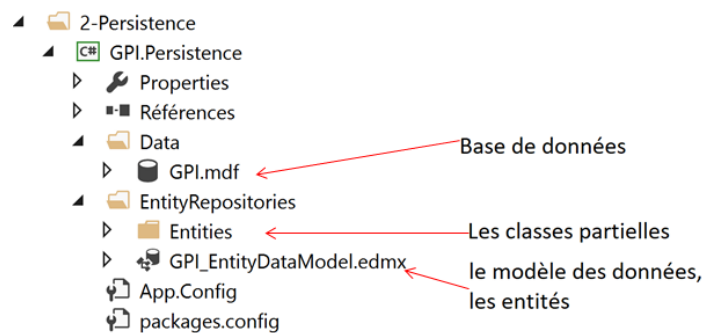 2-Persistence
C# GPI.Persistence
Properties
Références
Data
Base de données
GPI.mdf
EntityRepositories
Entities
Les classes partielles
GPI_EntityDataModel.edmx
le modèle des données,
les entités
App.Config
packages.config